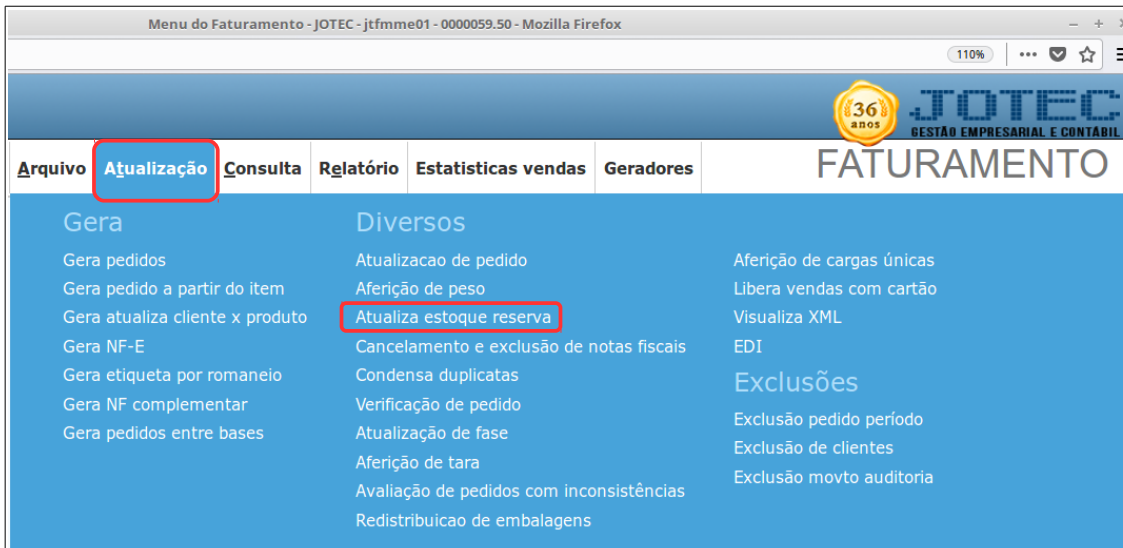 Menu do Faturamento - JOTEC - jtfmme01 - 0000059.50 - Mozilla Firefox
110%
36
anos
JOTEC
GESTÃO EMPRESARIAL E CONTÁBIL
Arquivo Atualização Consulta Relatório Estatisticas vendas Geradores
FATURAMENTO
Gera
Gera pedidos
Gera pedido a partir do item
Gera atualiza cliente x produto
Gera NF-E
Gera etiqueta por romaneio
Gera NF complementar
Gera pedidos entre bases
Diversos
Atualizacao de pedido
Aferição de peso
Atualiza estoque reserva
Cancelamento e exclusão de notas fiscais
Condensa duplicatas
Verificação de pedido
Atualização de fase
Aferição de tara
Avaliação de pedidos com inconsistências
Redistribuicao de embalagens
Aferição de cargas únicas
Libera vendas com cartão
Visualiza XML
EDI
Exclusões
Exclusão pedido período
Exclusão de clientes
Exclusão movto auditoria